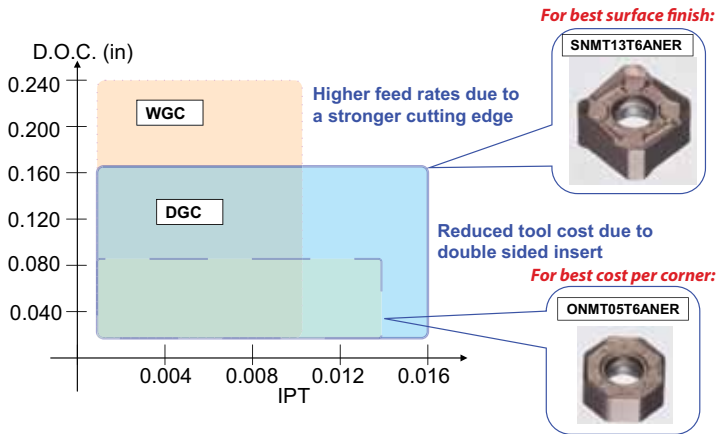 For best surface finish:
D.O.C. (in)
SNMT13T6ANER
0.240
WGC
Higher feed rates due to
a stronger cutting edge
0.200
0.160
DGC
0.120
Reduced tool cost due to
double sided insert
0.080
For best cost per corner:
0.040
ONMT05T6ANER
0.004
0.008
0.012
0.016
IPT